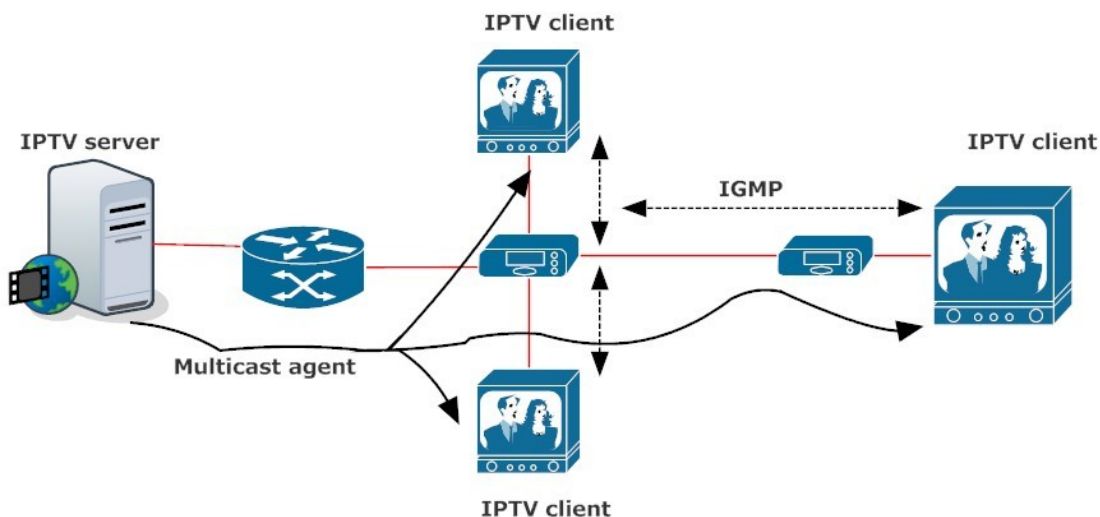 IPTV client
IPTV server
IPTV client
IGMP
Multicast agent
IPTV client